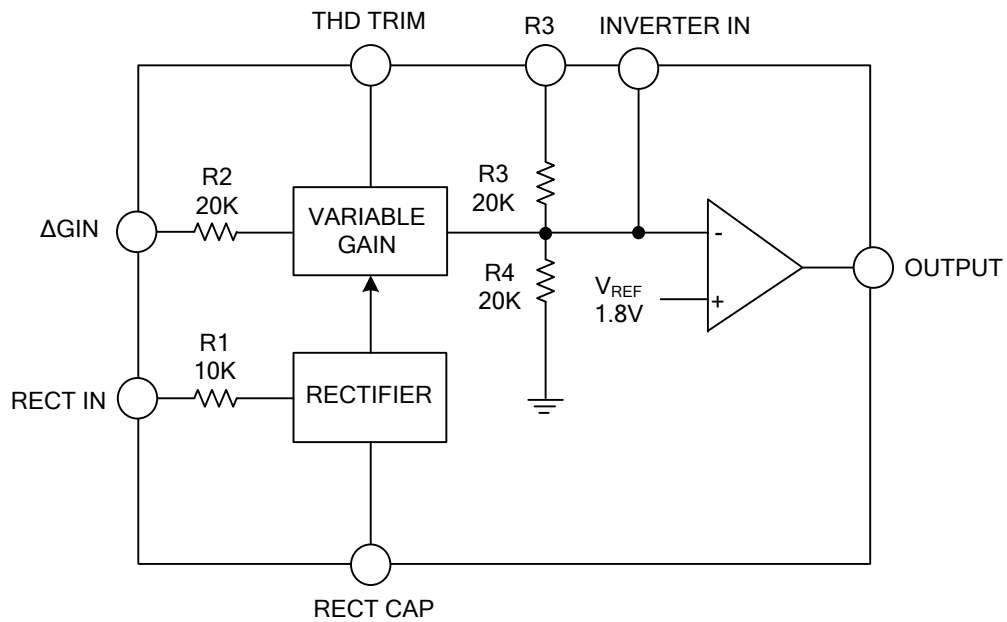 THD TRIM
R3
INVERTER IN
R2
20K
ΔGIN
VARIABLE
GAIN
R3
20K
-
R4
20K
VREF
1.8V
+
OUTPUT
R1
10K
RECT IN
RECTIFIER
RECT CAP